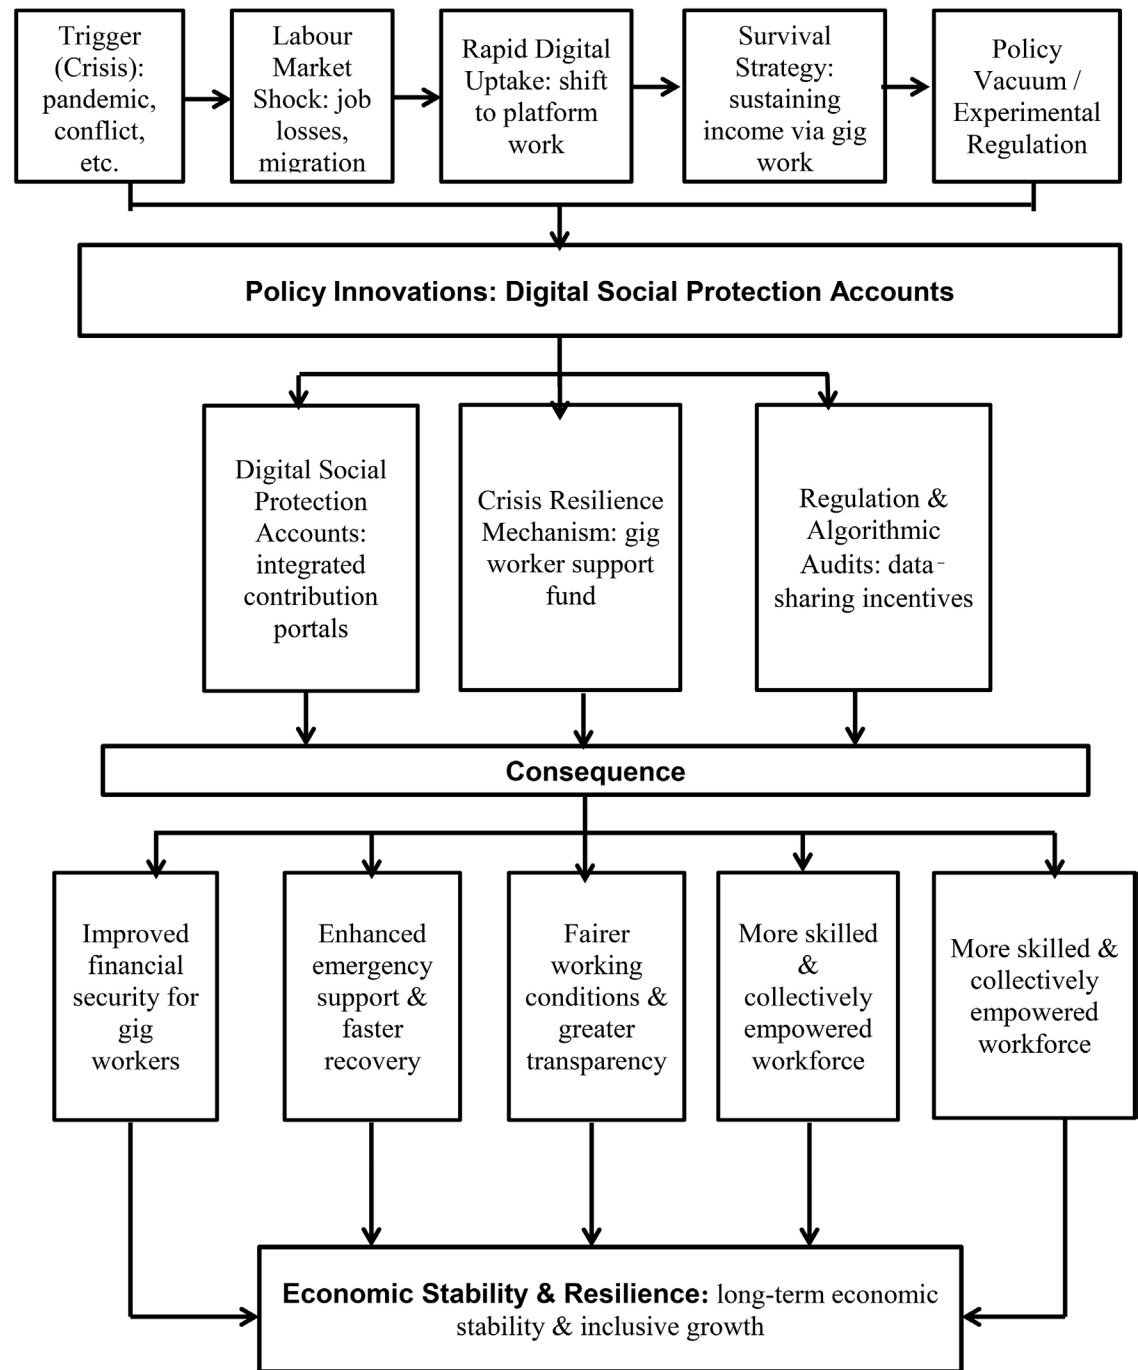 Trigger
(Crisis):
pandemic,
conflict,
etc.
Labour
Market
Shock: job
losses,
migration
Rapid Digital
Uptake: shift
to platform
work
Survival
Strategy:
sustaining
income via gig
work
Policy
Vacuum /
Experimental
Regulation
Policy Innovations: Digital Social Protection Accounts
Digital Social
Protection
Accounts:
integrated
contribution
portals
Crisis Resilience
Mechanism: gig
worker support
fund
Regulation &
Algorithmic
Audits: data-
sharing incentives
Consequence
Improved
financial
security for
gig
workers
Enhanced
emergency
support &
faster
recovery
Fairer
working
conditions &
greater
transparency
More skilled
&
collectively
empowered
workforce
More skilled &
collectively
empowered
workforce
Economic Stability & Resilience: long-term economic
stability & inclusive growth